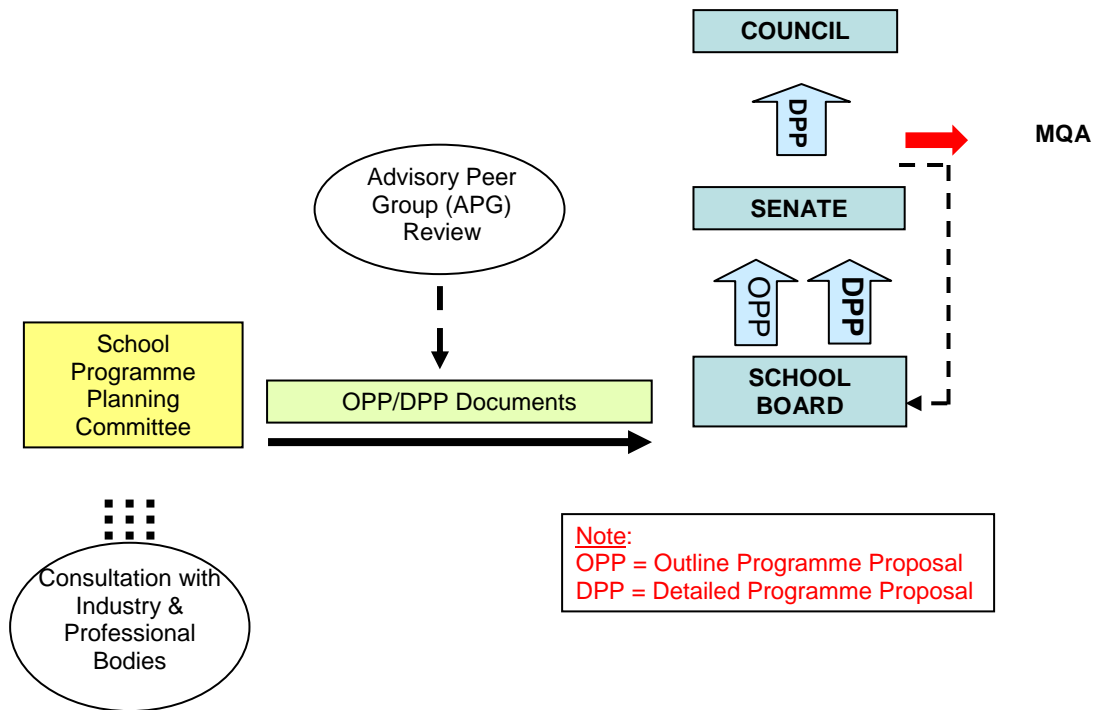 COUNCIL
DPP
MQA
Advisory Peer
Group (APG)
Review
SENATE
OPP
DPP
School
Programme
Planning
Committee
OPP/DPP Documents
SCHOOL
BOARD
Note:
OPP = Outline Programme Proposal
DPP = Detailed Programme Proposal
Consultation with
Industry &
Professional
Bodies